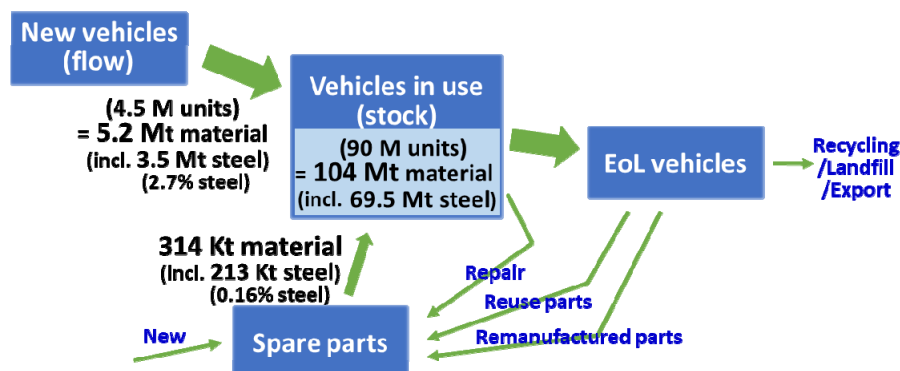 New vehicles
(flow)
(4.5 M units)
= 5.2 Mt material
(incl. 3.5 Mt steel)
(2.7% steel)
Vehicles in use
(stock)
(90 M units)
= 104 Mt material
(incl. 69.5 Mt steel)
EoL vehicles
Recycling
/Landfill
/Export
314 Kt material
(incl. 213 Kt steel)
(0.16% steel)
Repair
Reuse parts
Remanufactured parts
New
Spare parts